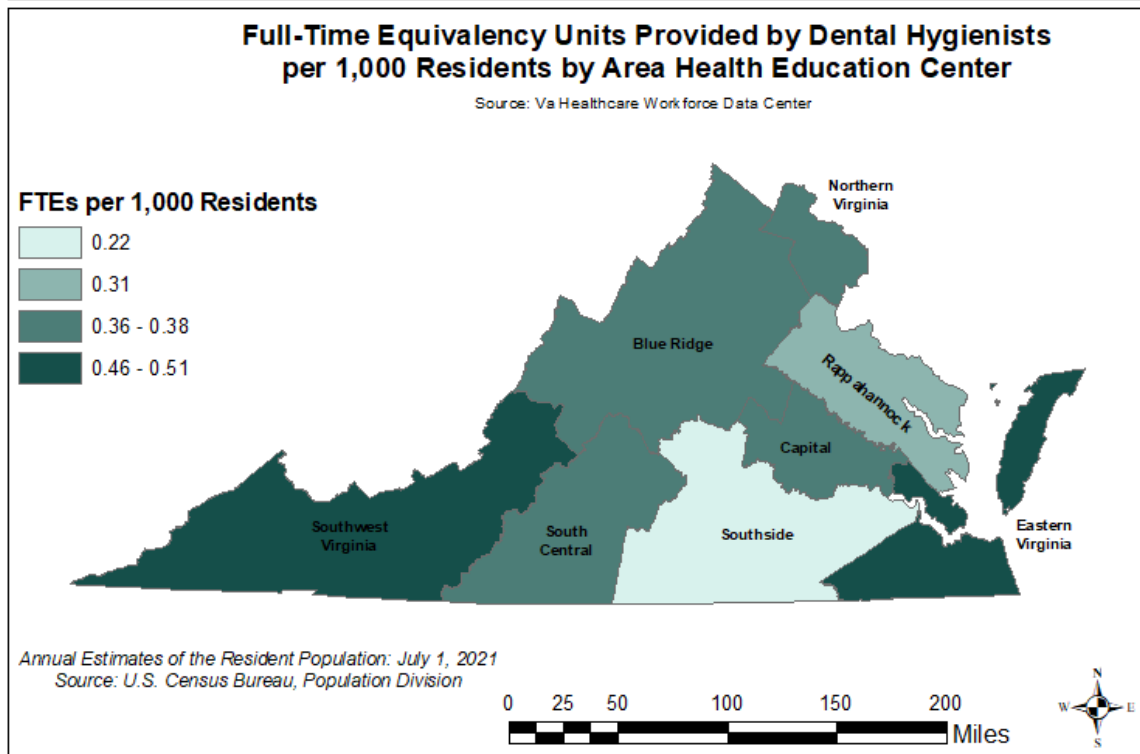 Full-Time Equivalency Units Provided by Dental Hygienists
per 1,000 Residents by Area Health Education Center
Source: Va Healthcare Workforce Data Center
FTEs per 1,000 Residents
0.22
0.31
0.36 - 0.38
0.46 - 0.51
Northern
Virginia
Blue Ridge
Rappahannock
Capital
Southwest
Virginia
South
Central
Southside
Eastern
Virginia
Annual Estimates of the Resident Population: July 1, 2021
Source: U.S. Census Bureau, Population Division
0 25 50 100 150 200
Miles
N
W E
S